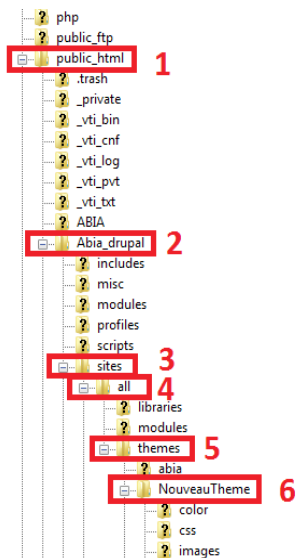 php
public_ftp
public_html 1
.trash
_private
_vti_bin
_vti_cnf
_vti_log
_vti_pvt
_vti_txt
ABIA
Abia_drupal 2
includes
misc
modules
profiles
scripts
sites 3
all 4
libraries
modules
themes 5
abia
NouveauTheme 6
color
css
images